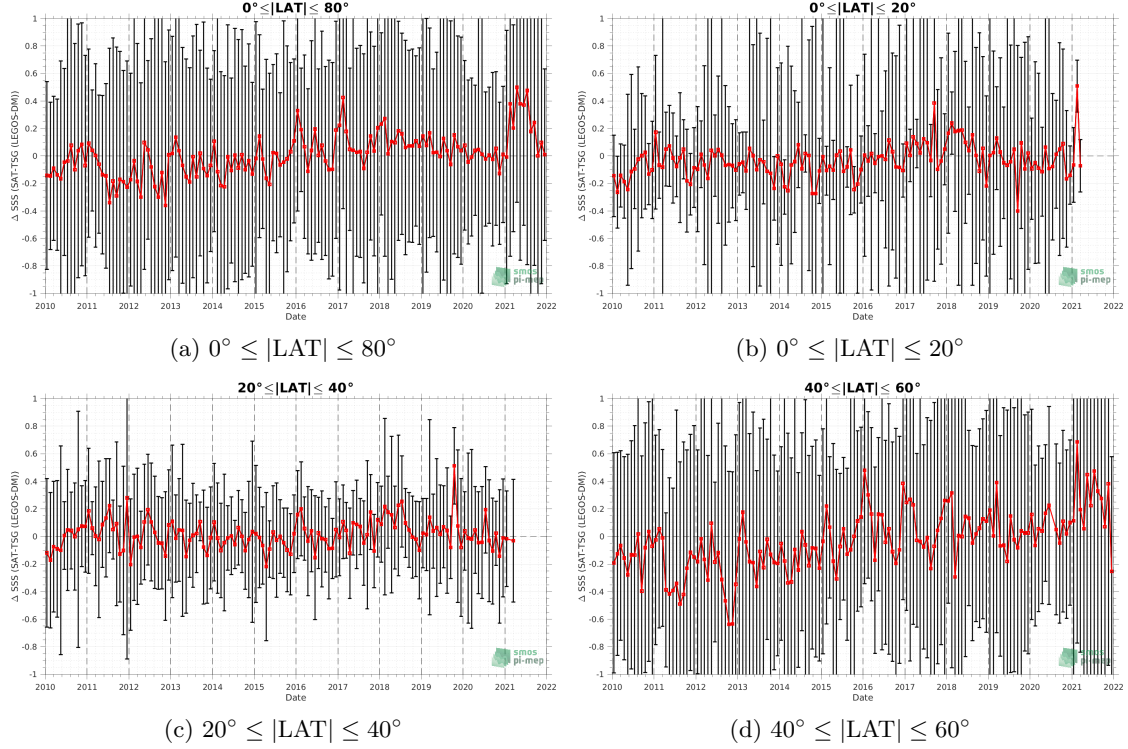 0°≤|LAT|≤ 80°
Δ SSS (SAT-TSG (LEGOS-DM))
1
0.8
0.6
0.4
0.2
0
-0.2
-0.4
-0.6
-0.8
-1
2010 2011 2012 2013 2014 2015 2016 2017 2018 2019 2020 2021 2022
Date
smos
pi-mep
(a) 0° ≤ |LAT| ≤ 80°
0°≤|LAT|≤ 20°
Δ SSS (SAT-TSG (LEGOS-DM))
1
0.8
0.6
0.4
0.2
0
-0.2
-0.4
-0.6
-0.8
-1
2010 2011 2012 2013 2014 2015 2016 2017 2018 2019 2020 2021 2022
Date
smos
pi-mep
(b) 0° ≤ |LAT| ≤ 20°
20°≤|LAT|≤ 40°
Δ SSS (SAT-TSG (LEGOS-DM))
1
0.8
0.6
0.4
0.2
0
-0.2
-0.4
-0.6
-0.8
-1
2010 2011 2012 2013 2014 2015 2016 2017 2018 2019 2020 2021 2022
Date
smos
pi-mep
(c) 20° ≤ |LAT| ≤ 40°
40°≤|LAT|≤ 60°
Δ SSS (SAT-TSG (LEGOS-DM))
1
0.8
0.6
0.4
0.2
0
-0.2
-0.4
-0.6
-0.8
-1
2010 2011 2012 2013 2014 2015 2016 2017 2018 2019 2020 2021 2022
Date
smos
pi-mep
(d) 40° ≤ |LAT| ≤ 60°